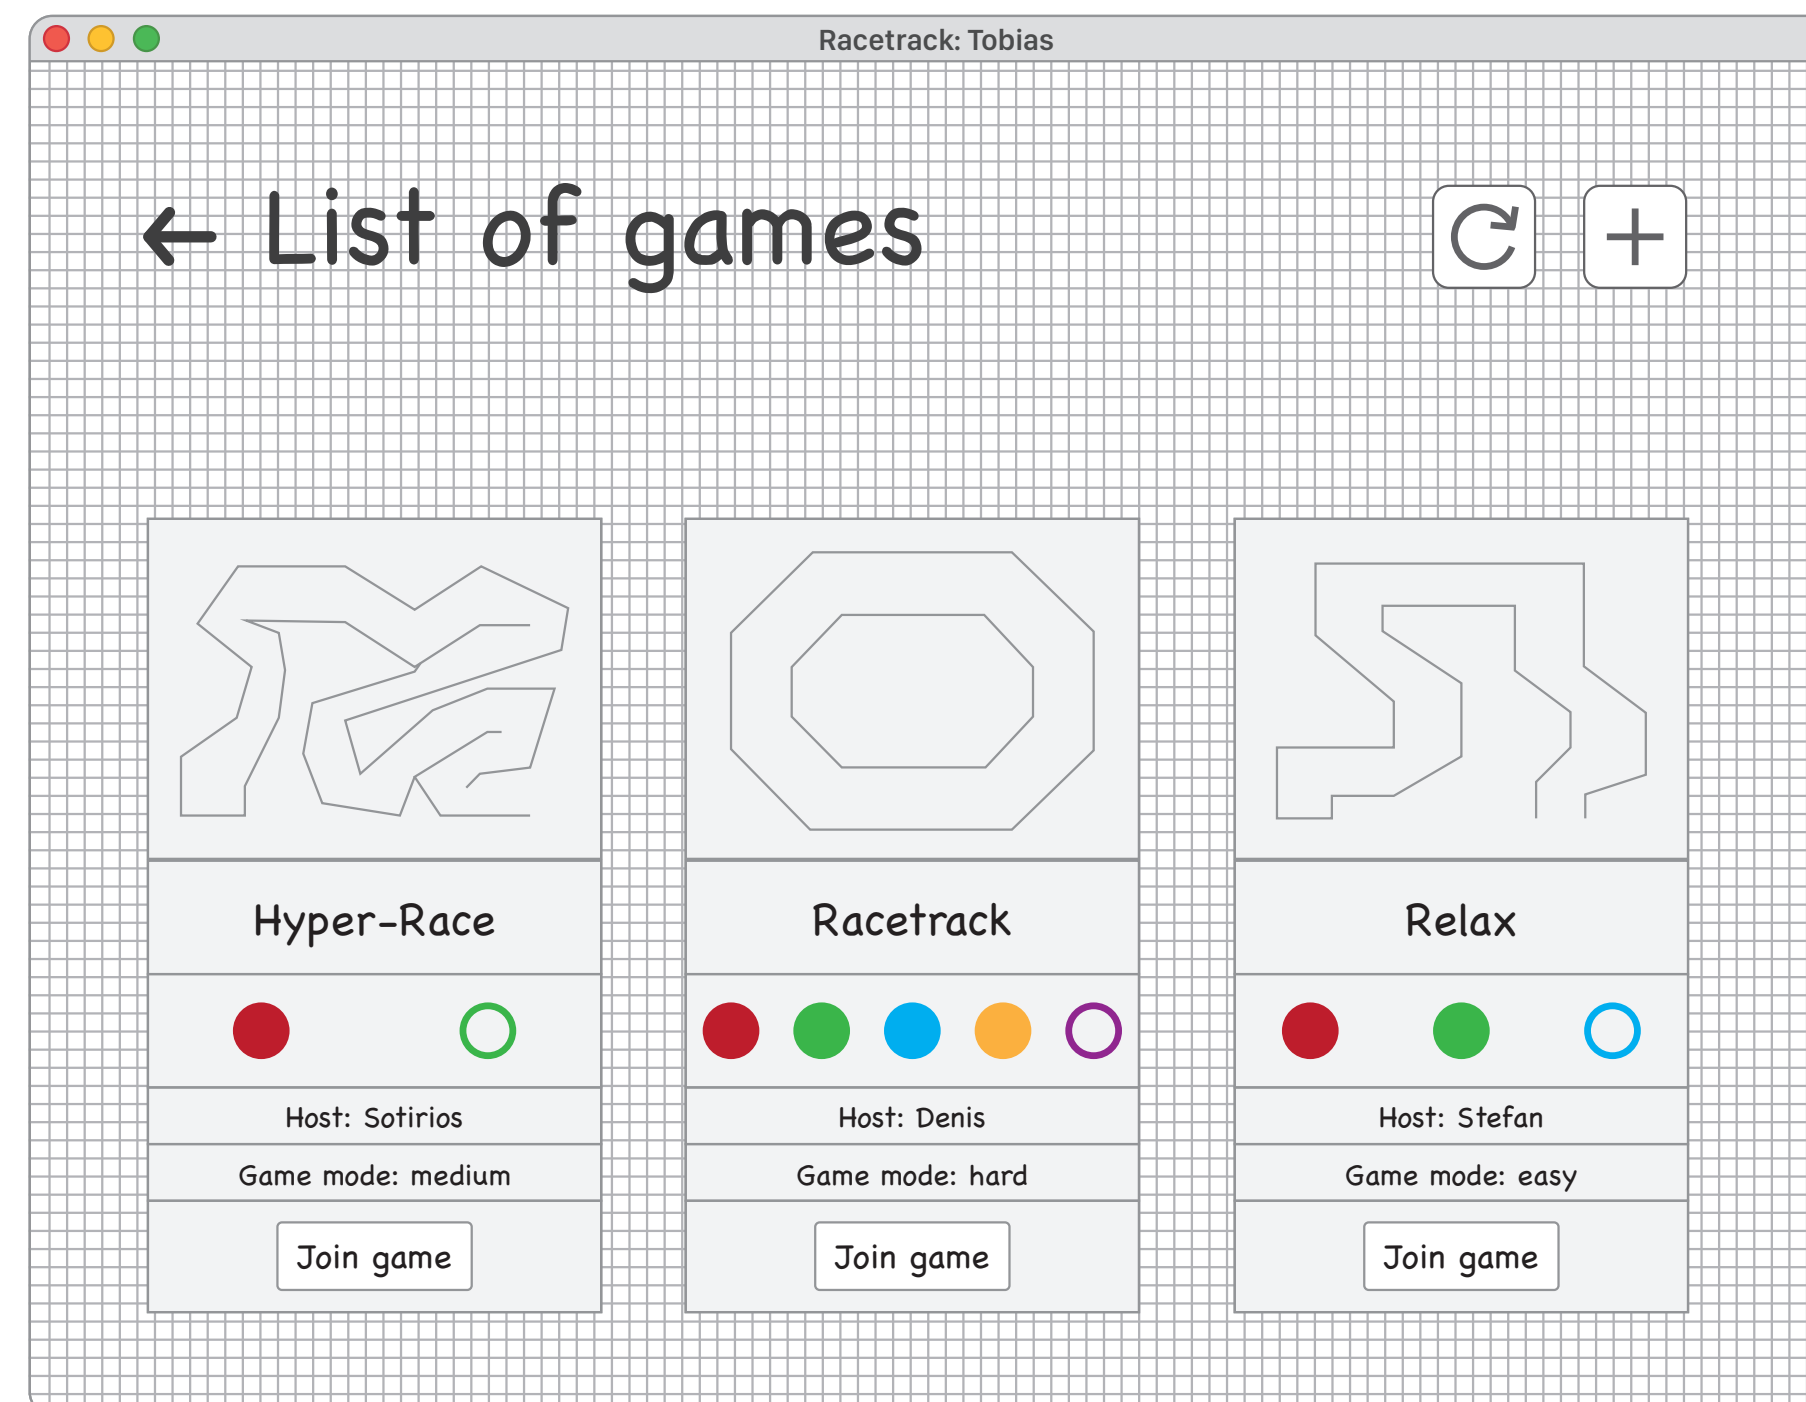 Racetrack: Tobias
← List of games
Hyper-Race
Host: Sotirios
Game mode: medium
Join game
Racetrack
Host: Denis
Game mode: hard
Join game
Relax
Host: Stefan
Game mode: easy
Join game